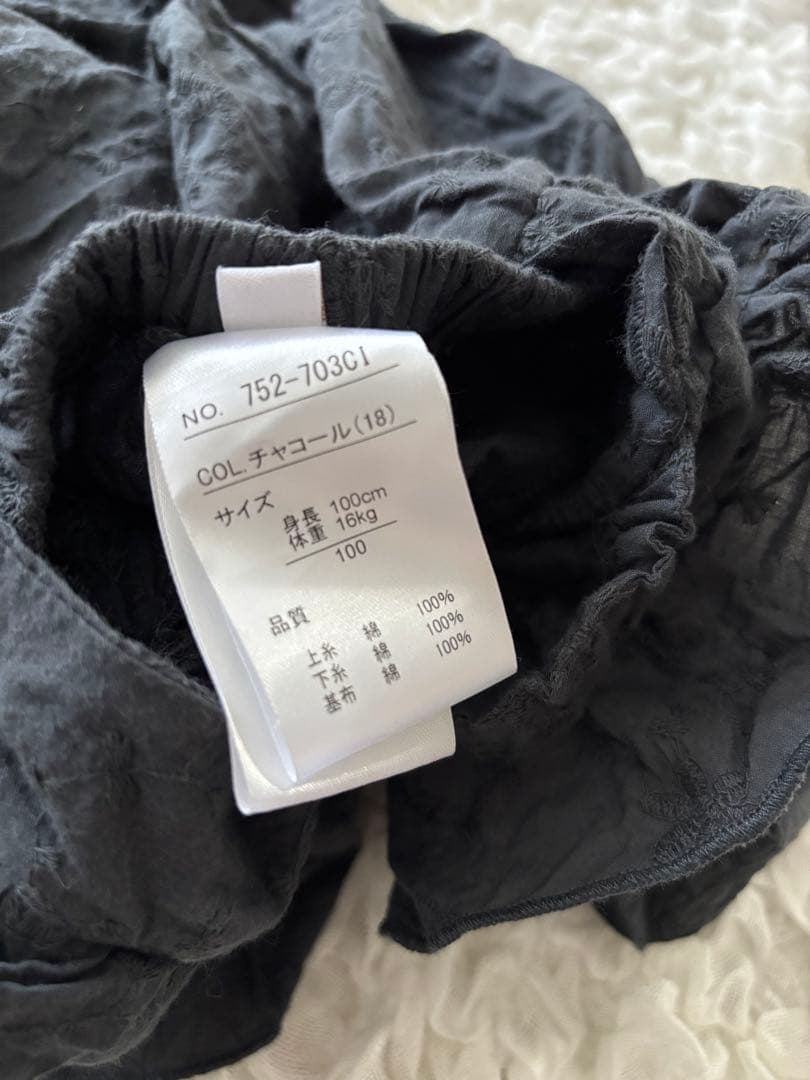 NO. 752-703CI
COL.チャコール(18)
サイズ
身長 100cm
体重 16kg
100
品質
上糸 綿 100%
下糸 綿 100%
基布 綿 100%